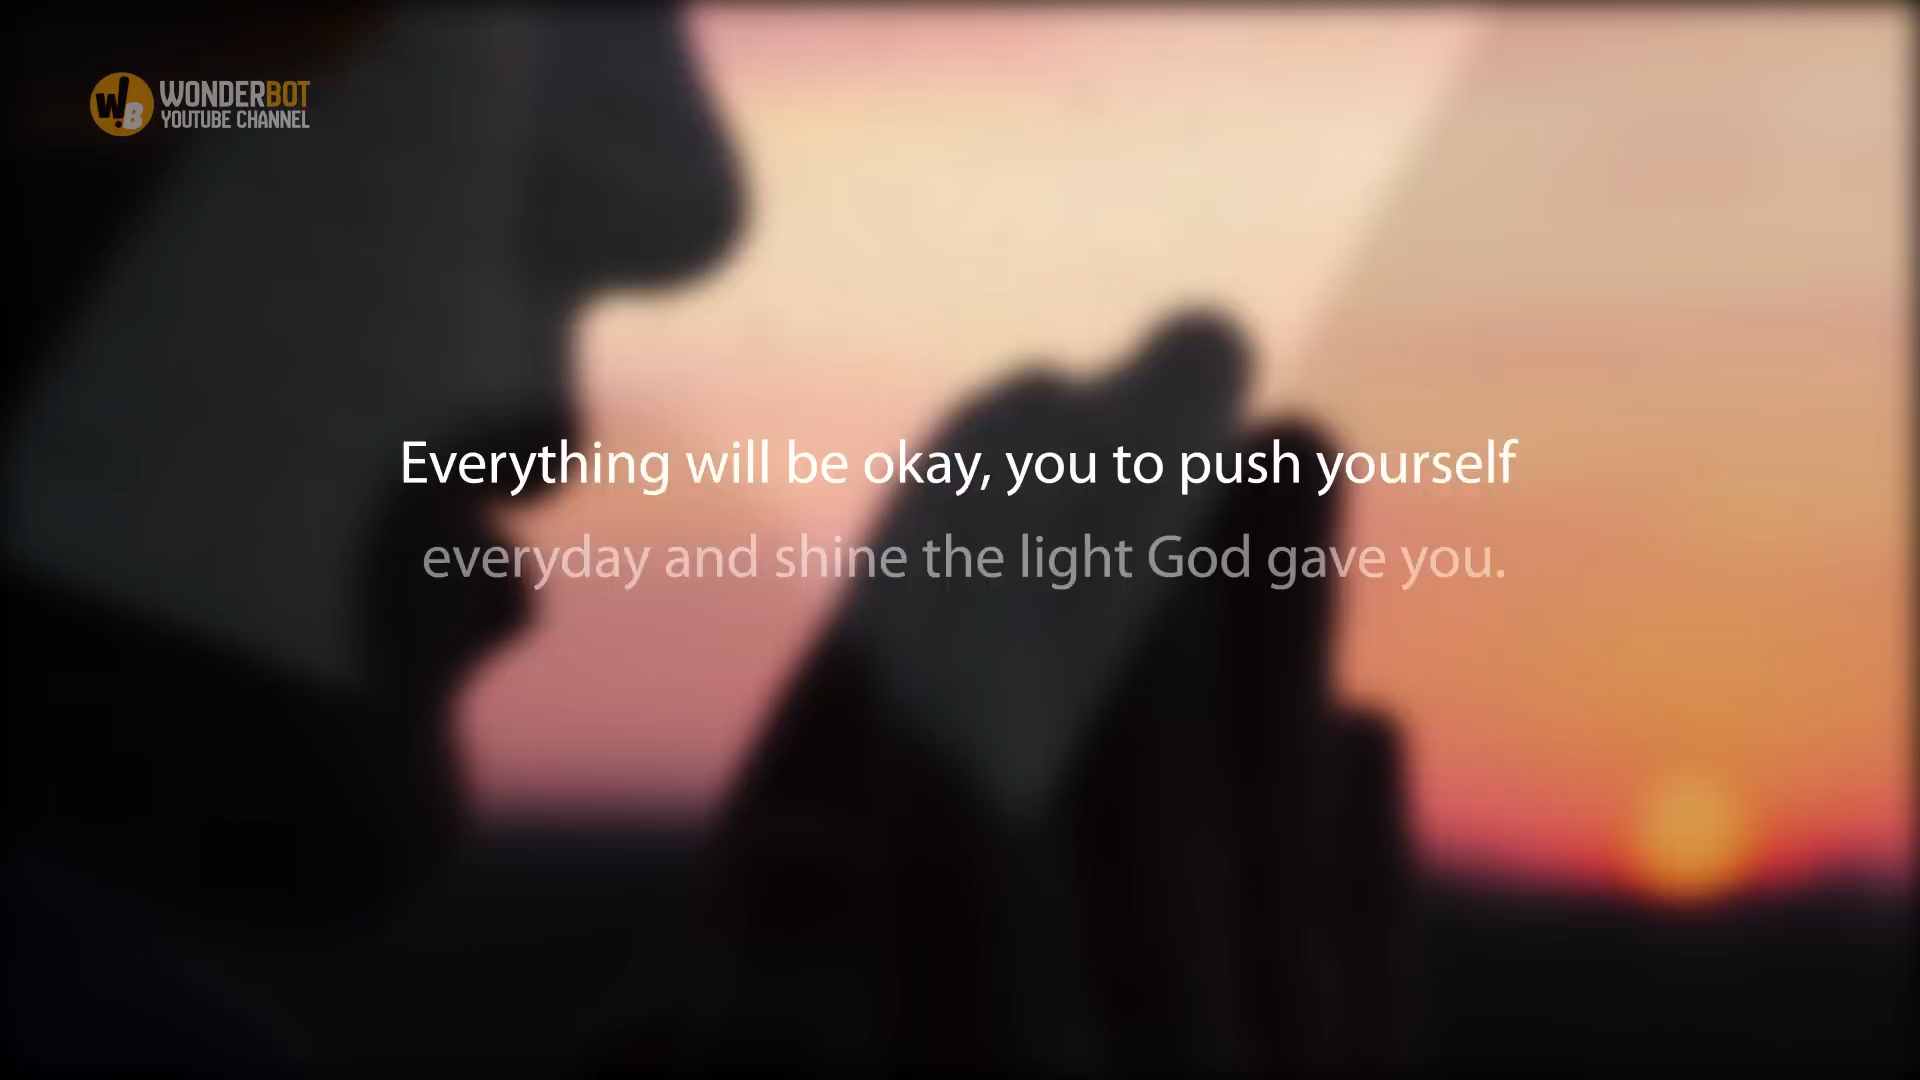 W!B WONDERBOT
YOUTUBE CHANNEL
Everything will be okay, you to push yourself
everyday and shine the light God gave you.